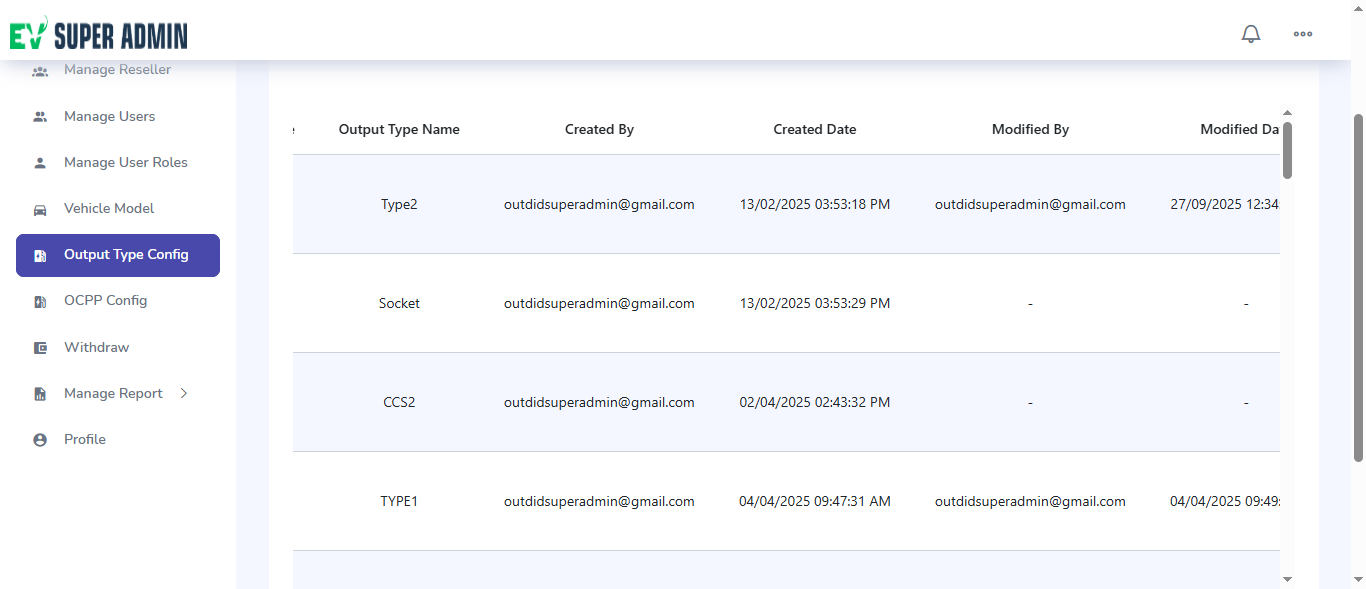 EV SUPER ADMIN
Manage Reseller
Manage Users
Manage User Roles
Vehicle Model
Output Type Config
OCPP Config
Withdraw
Manage Report
Profile
Output Type Name Created By Created Date Modified By Modified Da
Type2 outdidsuperadmin@gmail.com 13/02/2025 03:53:18 PM outdidsuperadmin@gmail.com 27/09/2025 12:34
Socket outdidsuperadmin@gmail.com 13/02/2025 03:53:29 PM - -
CCS2 outdidsuperadmin@gmail.com 02/04/2025 02:43:32 PM - -
TYPE1 outdidsuperadmin@gmail.com 04/04/2025 09:47:31 AM outdidsuperadmin@gmail.com 04/04/2025 09:49: